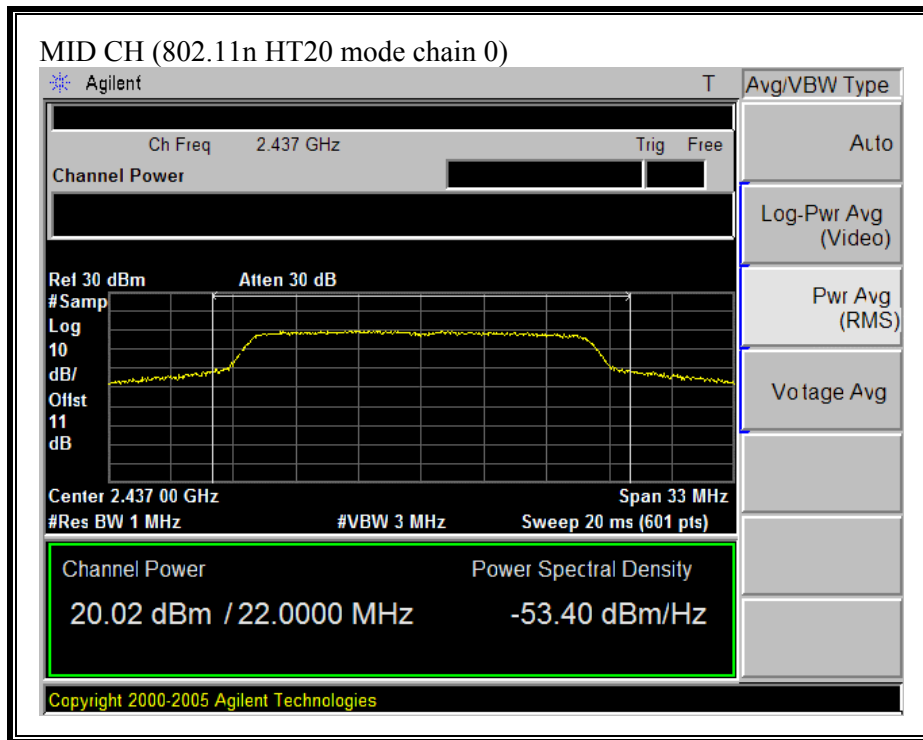 MID CH (802.11n HT20 mode chain 0)
Agilent T Avg/VBW Type
Ch Freq 2.437 GHz Trig Free
Auto
Channel Power
Log-Pwr Avg
(Video)
Ref 30 dBm Atten 30 dB
#Samp
Pwr Avg
(RMS)
Log
10
dB/
Offst
Votage Avg
11
dB
Center 2.437 00 GHz Span 33 MHz
#Res BW 1 MHz #VBW 3 MHz Sweep 20 ms (601 pts)
Channel Power Power Spectral Density
20.02 dBm / 22.0000 MHz -53.40 dBm/Hz
Copyright 2000-2005 Agilent Technologies